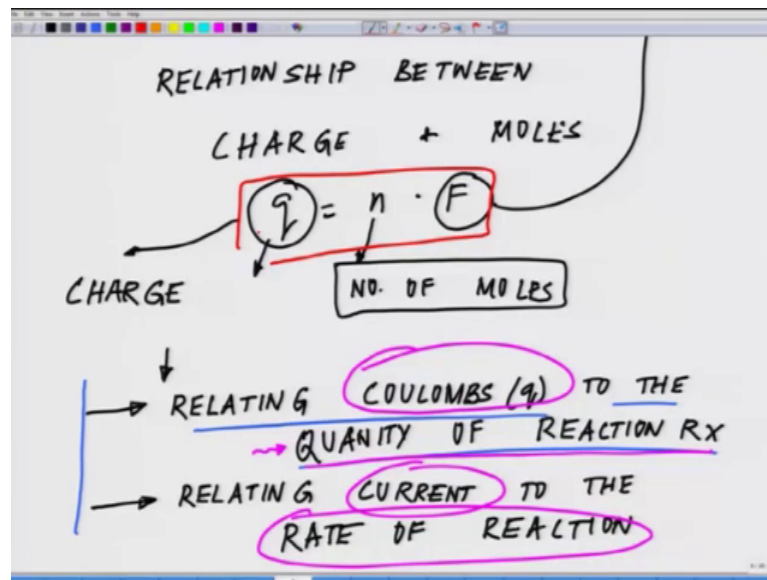 RELATIONSHIP BETWEEN
CHARGE + MOLES
q = n · F
CHARGE
NO. OF MOLES
RELATING COULOMBS (q) TO THE
QUANITY OF REACTION RX
RELATING CURRENT TO THE
RATE OF REACTION